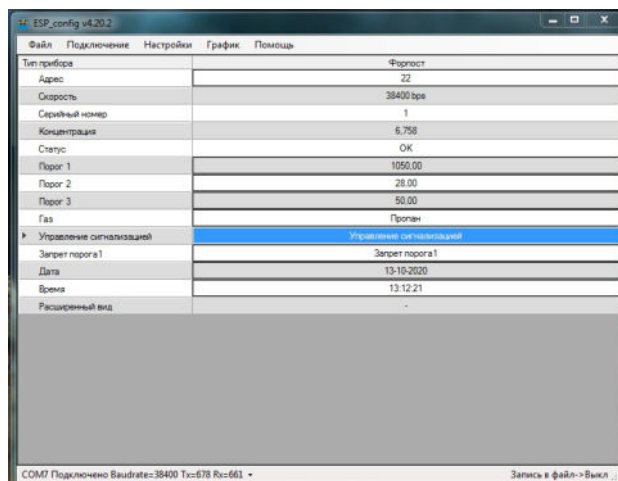 ESP_config v4.20.2
Файл Подключение Настройки График Помощь
Тип прибора Форпост
Адрес 22
Скорость 38400 bps
Серийный номер 1
Концентрация 6,758
Статус OK
Порог 1 1050,00
Порог 2 28,00
Порог 3 50,00
Газ Пропан
Управление сигнализацией Управление сигнализацией
Запрет порога1 Запрет порога1
Дата 13-10-2020
Время 13:12:21
Расширенный вид -
COM7 Подключено Baudrate=38400 Tx=678 Rx=661 Запись в файл->Выкл